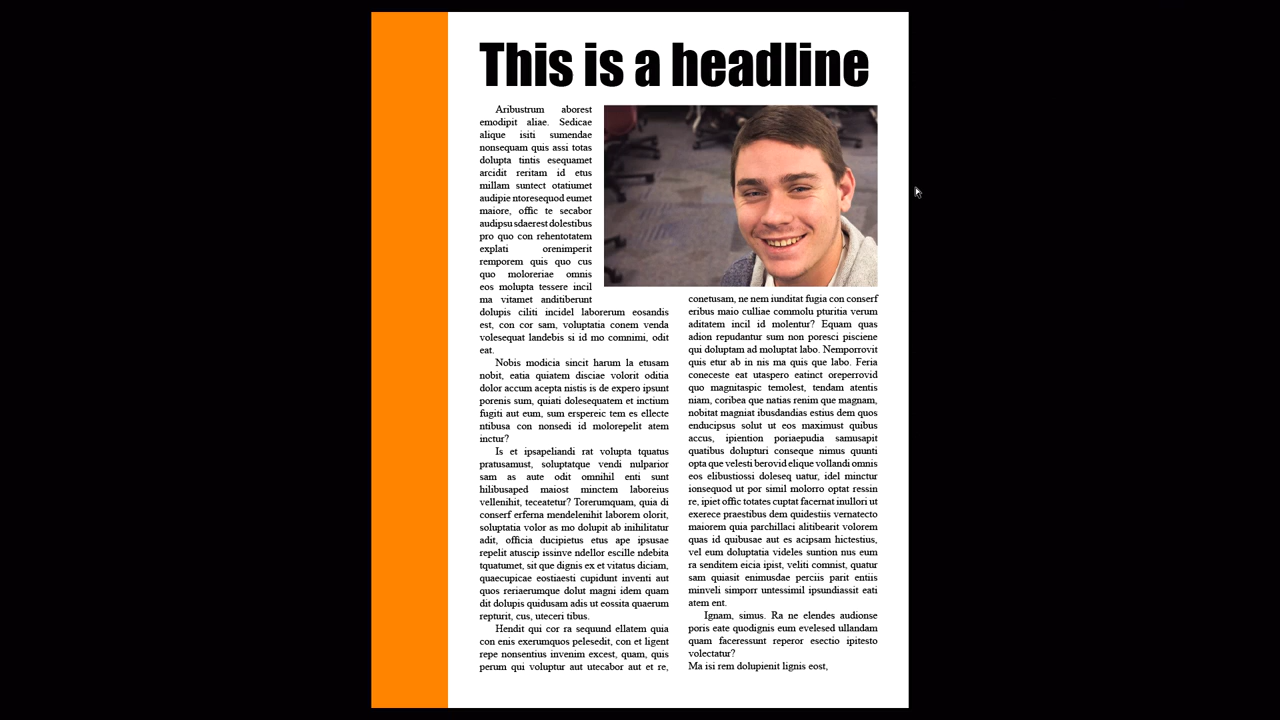 This is a headline
Aribustrum aborest
emodipit aliae. Sedicae
alique isiti sumendae
nonsequam quis assi totas
dolupta tintis esequamet
arcidit reritam id etus
millam suntect otatiumet
audipie ntoresequod eumet
maiore, offic te secabor
audipsu sdaerest dolestibus
pro quo con rehentotatem
explati orenimperit
remporem quis quo cus
quo moloreriae omnis
eos molupta tessere incil
ma vitamet anditiberunt
dolupis ciliti incidel laborerum eosandis
est, con cor sam, voluptatia conem venda
volesequat landebis si id mo comnimi, odit
eat.
Nobis modicia sincit harum la etusam
nobit, eatia quiatem disciae volorit oditia
dolor accum acepta nistis is de expero ipsunt
porenis sum, quiati dolesequatem et inctium
fugiti aut eum, sum erspereic tem es ellecte
ntibusa con nonsedi id molorepelit atem
inctur?
Is et ipsapeliandi rat volupta tquatus
pratusamust, soluptatque vendi nulparior
sam as aute odit omnihil enti sunt
hilibusaped maiost minctem laboreius
vellenihit, teceatetur? Torerumquam, quia di
conserf erferna mendelenihit laborem olorit,
soluptatia volor as mo dolupit ab inihilitatur
adit, officia ducipietus etus ape ipsusae
repelit atuscip issinve ndellor escille ndebita
tquatumet, sit que dignis ex et vitatus diciam,
quaecupicae eostiaesti cupidunt inventi aut
quos reriaerumque dolut magni idem quam
dit dolupis quidusam adis ut eossita quaerum
repturit, cus, uteceri tibus.
Hendit qui cor ra sequund ellatem quia
con enis exerumquos pelesedit, con et ligent
repe nonsentius invenim excest, quam, quis
perum qui voluptur aut utecabor aut et re,
conetusam, ne nem iunditat fugia con conserf
eribus maio culliae commolu pturitia verum
aditatem incil id molentur? Equam quas
adion repudantur sum non poresci pisciene
qui doluptam ad moluptat labo. Nemporrovit
quis etur ab in nis ma quis que labo. Feria
coneceste eat utaspero eatinct oreperrovid
quo magnitaspic temolest, tendam atentis
niam, coribea que natias renim que magnam,
nobitat magniat ibusdandias estius dem quos
enducipsus solut ut eos maximust quibus
accus, ipiention poriaepudia samusapit
quatibus dolupturi conseque nimus quunti
opta que velesti berovid elique vollandi omnis
eos elibustiossi doleseq uatur, idel minctur
ionsequod ut por simil molorro optat ressin
re, ipiet offic totates cuptat facernat inullori ut
exerece praestibus dem quidestiis vernatecto
maiorem quia parchillaci alitibearit volorem
quas id quibusae aut es acipsam hictestius,
vel eum doluptatia videles suntion nus eum
ra senditem eicia ipist, veliti comnist, quatur
sam quasit enimusdae perciis parit entiis
minveli simporr untessimil ipsundiassit eati
atem ent.
Ignam, simus. Ra ne elendes audionse
poris eate quodignis eum evelesed ullandam
quam faceressunt reperor esectio ipitesto
volectatur?
Ma isi rem dolupienit lignis eost,